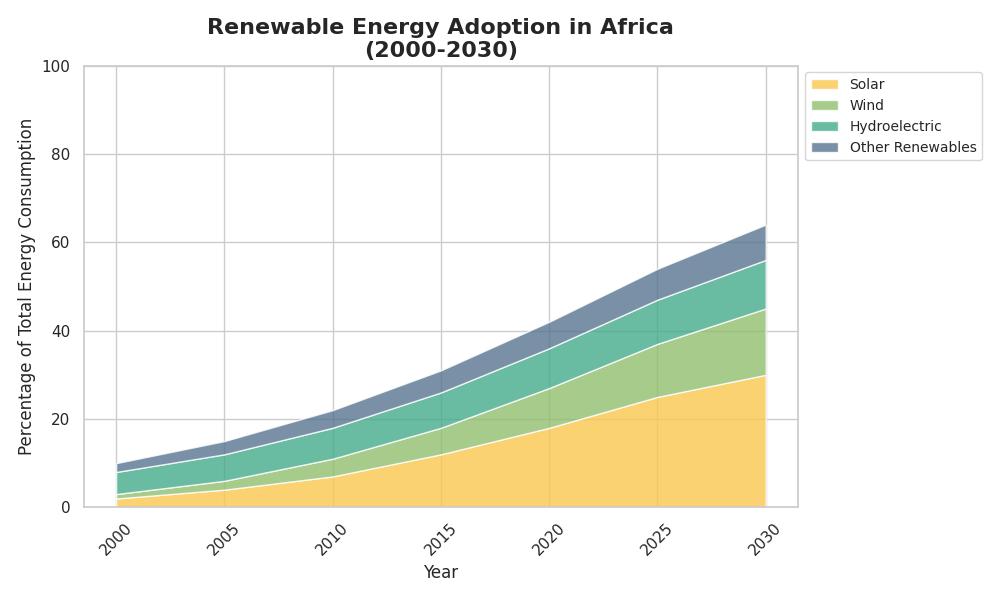 Renewable Energy Adoption in Africa
(2000-2030)
Percentage of Total Energy Consumption
100
80
60
40
20
0
2000
2005
2010
2015
2020
2025
2030
Year
Solar
Wind
Hydroelectric
Other Renewables